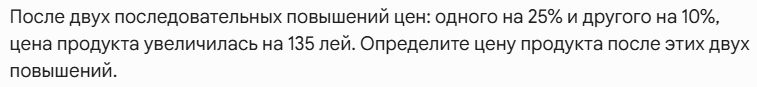 После двух последовательных повышений цен: одного на 25% и другого на 10%,
цена продукта увеличилась на 135 лей. Определите цену продукта после этих двух
повышений.